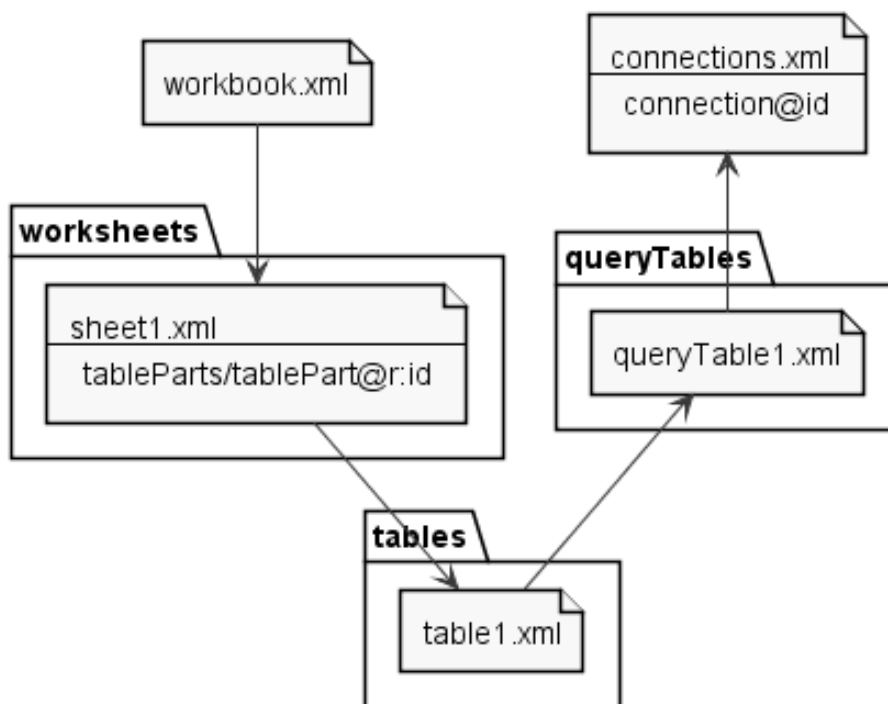 workbook.xml
connections.xml
connection@id
worksheets
sheet1.xml
tableParts/tablePart@r:id
queryTables
queryTable1.xml
tables
table1.xml